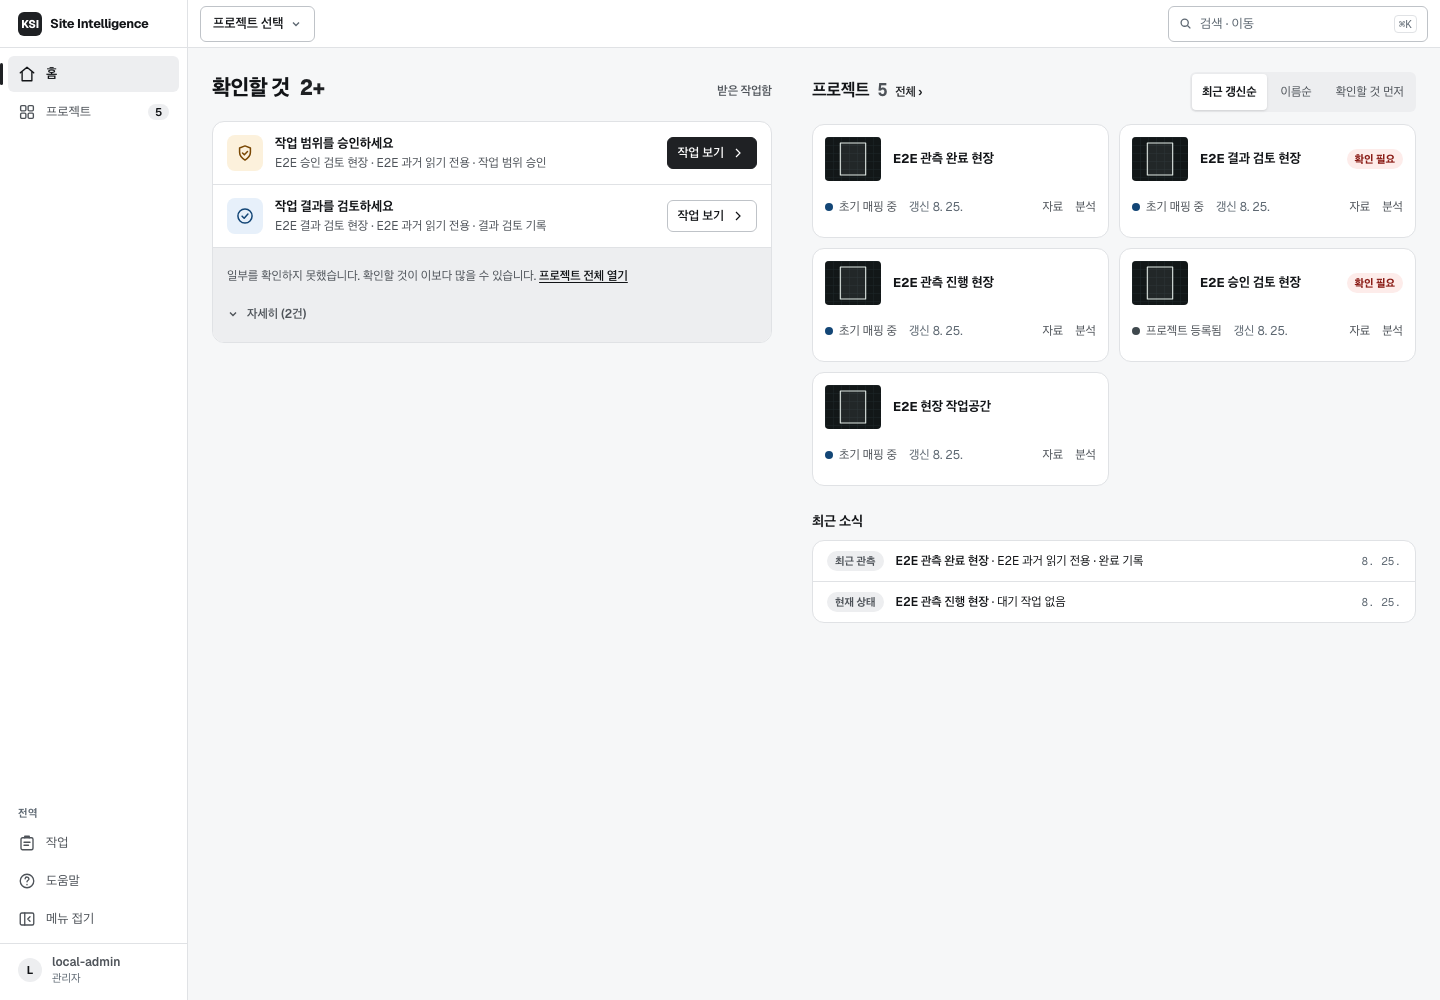 KSI Site Intelligence
프로젝트 선택
검색 · 이동 ⌘K
홈
프로젝트 5
전역
작업
도움말
메뉴 접기
L local-admin
관리자
확인할 것 2+
받은 작업함
작업 범위를 승인하세요
E2E 승인 검토 현장 · E2E 과거 읽기 전용 · 작업 범위 승인
작업 보기
작업 결과를 검토하세요
E2E 결과 검토 현장 · E2E 과거 읽기 전용 · 결과 검토 기록
작업 보기
일부를 확인하지 못했습니다. 확인할 것이 이보다 많을 수 있습니다. 프로젝트 전체 열기
자세히 (2건)
프로젝트 5 전체 ›
최근 갱신순 이름순 확인할 것 먼저
E2E 관측 완료 현장
초기 매핑 중 갱신 8. 25. 자료 분석
E2E 결과 검토 현장 확인 필요
초기 매핑 중 갱신 8. 25. 자료 분석
E2E 관측 진행 현장
초기 매핑 중 갱신 8. 25. 자료 분석
E2E 승인 검토 현장 확인 필요
프로젝트 등록됨 갱신 8. 25. 자료 분석
E2E 현장 작업공간
초기 매핑 중 갱신 8. 25. 자료 분석
최근 소식
최근 관측 E2E 관측 완료 현장 · E2E 과거 읽기 전용 · 완료 기록 8. 25.
현재 상태 E2E 관측 진행 현장 · 대기 작업 없음 8. 25.